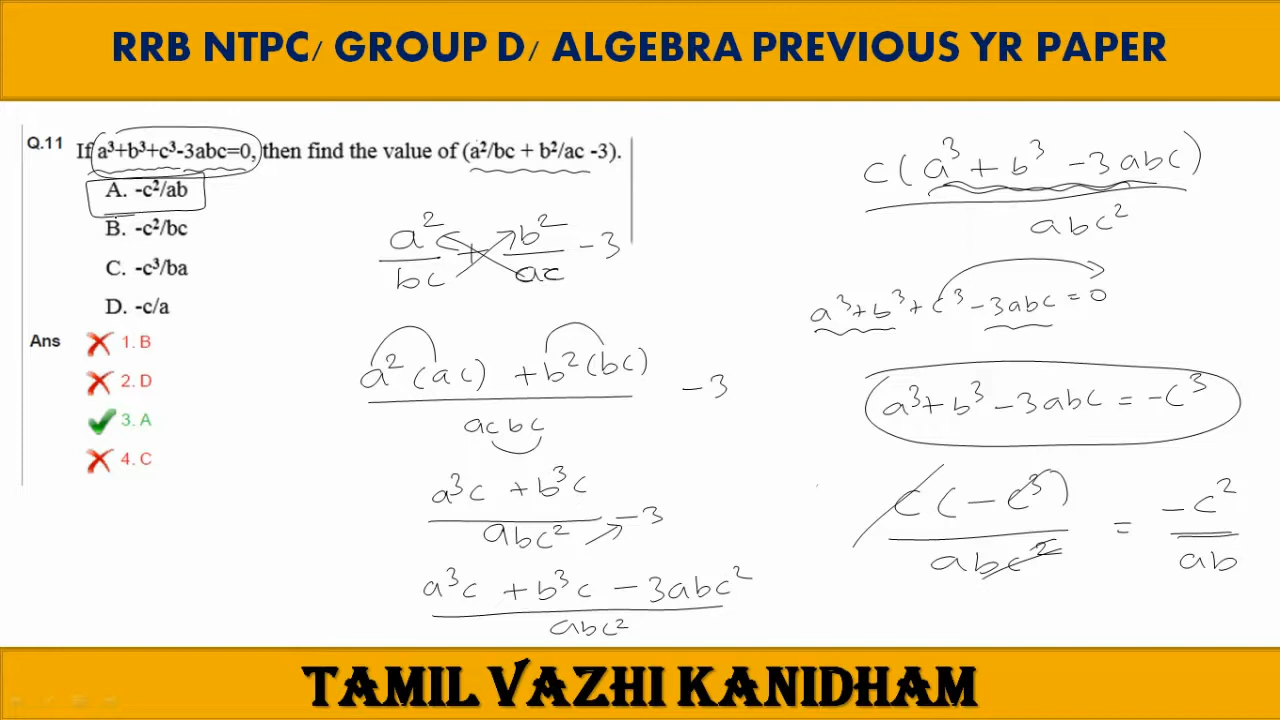 RRB NTPC/ GROUP D/ ALGEBRA PREVIOUS YR PAPER
Q.11 If a³+b³+c³-3abc=0, then find the value of (a²/bc + b²/ac -3).
A. -c²/ab
B. -c²/bc
C. -c³/ba
D. -c/a
Ans
1. B
2. D
3. A
4. C
a²/bc + b²/ac - 3
a²(ac) + b²(bc) / acbc - 3
a³c + b³c / abc² - 3
a³c + b³c - 3abc² / abc²
c(a³ + b³ - 3abc) / abc²
a³+b³+c³-3abc=0
a³+b³-3abc = -c³
c(-c³) / abc² = -c²/ab
TAMIL VAZHI KANIDHAM